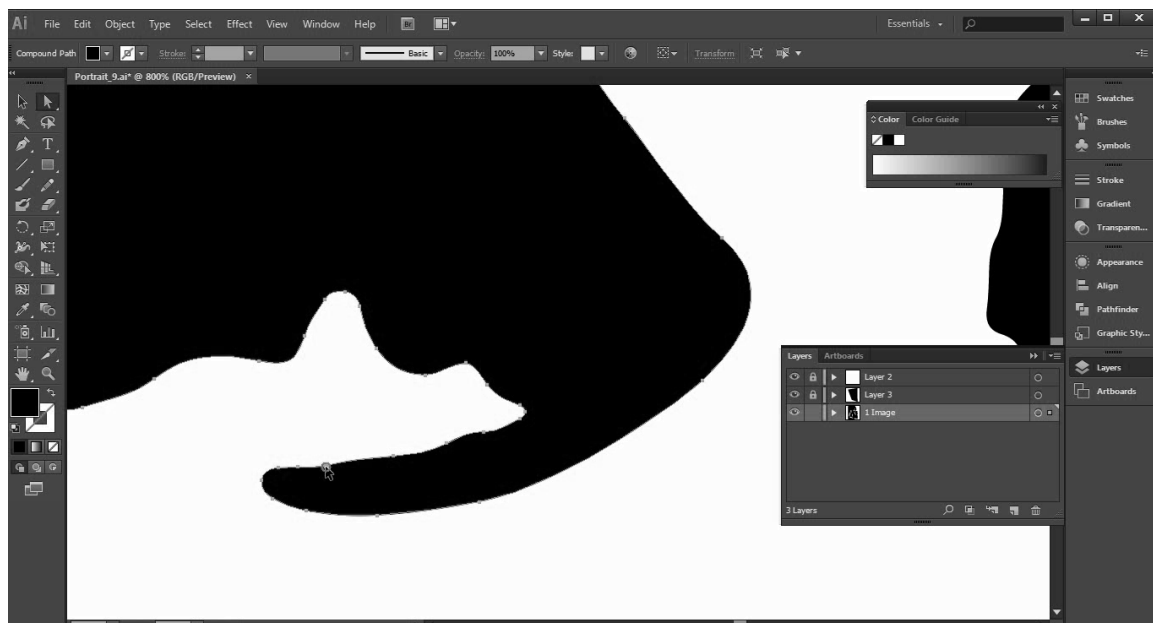 Ai File Edit Object Type Select Effect View Window Help Br Essentials
Compound Path Stroke: Basic Opacity: 100% Style: Transform
Portrait_9.ai* @ 800% (RGB/Preview) ×
Color Color Guide
Swatches
Brushes
Symbols
Stroke
Gradient
Transparen...
Appearance
Align
Pathfinder
Graphic Sty...
Layers
Artboards
Layers Artboards
Layer 2
Layer 3
1 Image
3 Layers